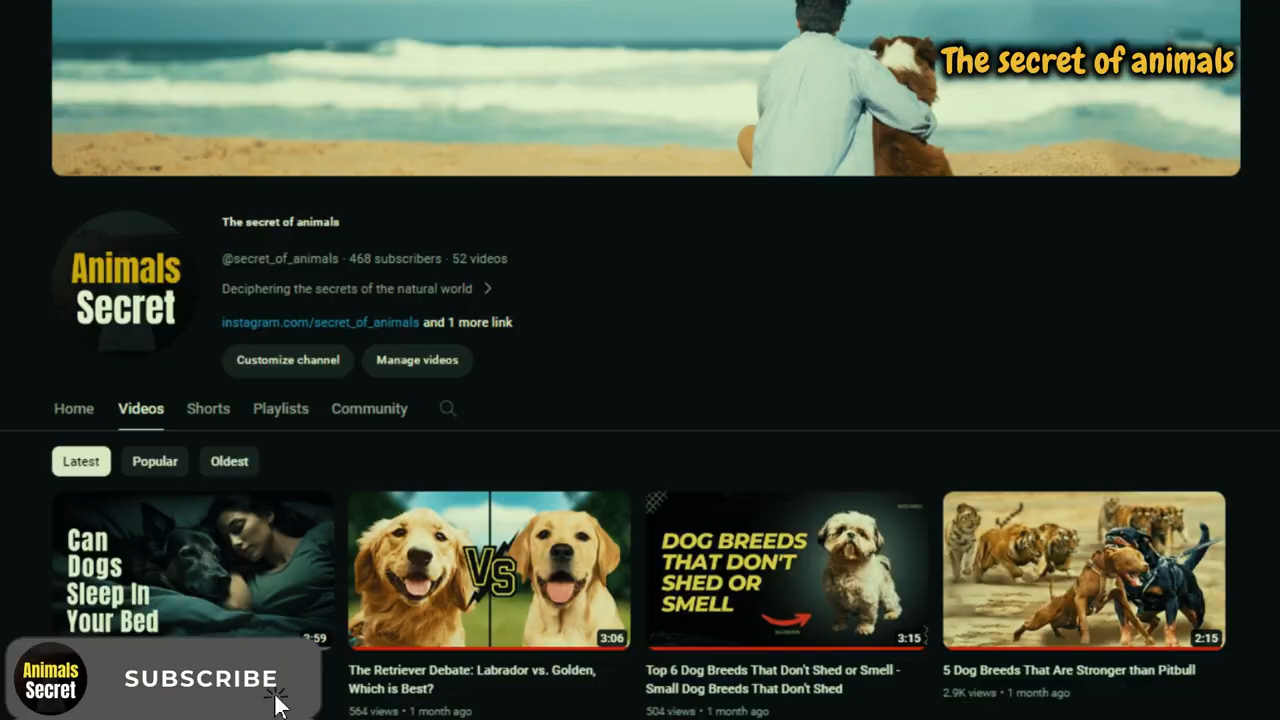 The secret of animals
Animals
Secret
The secret of animals
@secret_of_animals · 468 subscribers · 52 videos
Deciphering the secrets of the natural world
instagram.com/secret_of_animals and 1 more link
Customize channel Manage videos
Home Videos Shorts Playlists Community
Latest Popular Oldest
Can
Dogs
Sleep In
Your Bed
3:59
VS
3:06
DOG BREEDS
THAT DON'T
SHED OR
SMELL
3:15
2:15
The Retriever Debate: Labrador vs. Golden,
Which is Best?
564 views • 1 month ago
Top 6 Dog Breeds That Don't Shed or Smell -
Small Dog Breeds That Don't Shed
504 views • 1 month ago
5 Dog Breeds That Are Stronger than Pitbull
2.9K views • 1 month ago
Animals
Secret
SUBSCRIBE